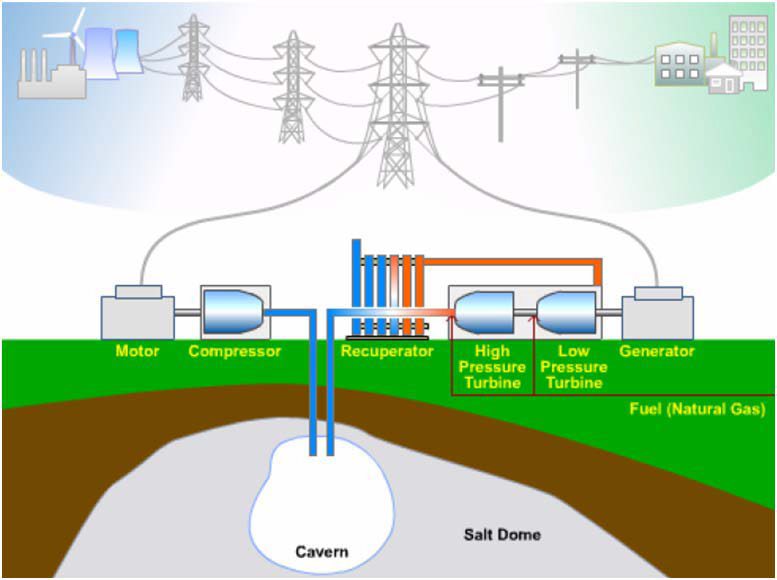 Motor
Compressor
Recuperator
High
Pressure
Turbine
Low
Pressure
Turbine
Generator
Fuel (Natural Gas)
Salt Dome
Cavern